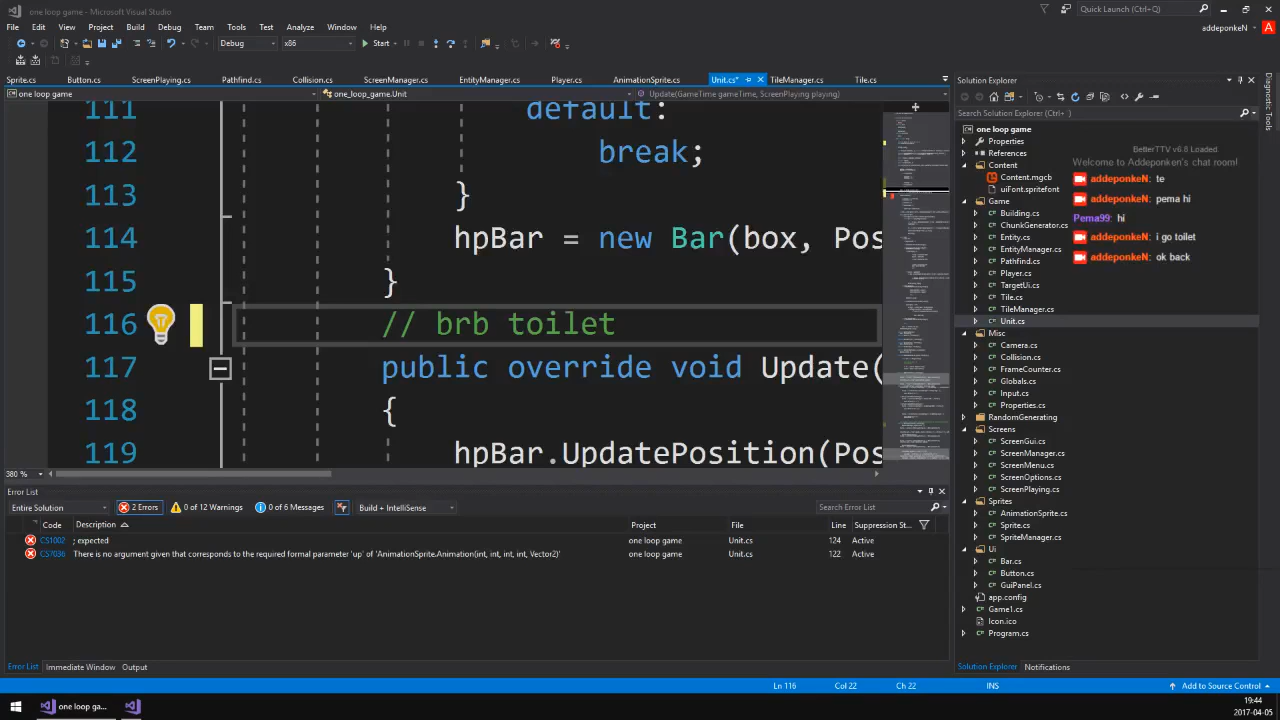 one loop game - Microsoft Visual Studio
Quick Launch (Ctrl+Q)
File Edit View Project Build Debug Team Tools Test Analyze Window Help
addeponkeN
A
Debug x86 Start
Sprite.cs Button.cs ScreenPlaying.cs Pathfind.cs Collision.cs ScreenManager.cs EntityManager.cs Player.cs AnimationSprite.cs Unit.cs* TileManager.cs Tile.cs
one loop game one_loop_game.Unit Update(GameTime gameTime, ScreenPlaying playing)
111 default:
112 break;
113 }
114 hpBar = new Bar(box, Pos
115 }
116 // brb toilet
117 public override void Update(
118 {
119 hpBar.UpdatePosition(Pos
380 %
Error List
Entire Solution 2 Errors 0 of 12 Warnings 0 of 6 Messages Build + IntelliSense Search Error List
Code Description Project File Line Suppression St...
CS1002 ; expected one loop game Unit.cs 124 Active
CS7036 There is no argument given that corresponds to the required formal parameter 'up' of 'AnimationSprite.Animation(int, int, int, int, Vector2)' one loop game Unit.cs 122 Active
Error List Immediate Window Output
Solution Explorer
Search Solution Explorer (Ctrl+)
one loop game
Properties
References
Content
Content.mgcb
uiFont.spritefont
Game
Building.cs
ChunkGenerator.cs
Entity.cs
EntityManager.cs
Pathfind.cs
Player.cs
TargetUi.cs
Tile.cs
TileManager.cs
Unit.cs
Misc
Camera.cs
Collision.cs
FrameCounter.cs
Globals.cs
Input.cs
Properties.cs
RandomGenerating
Screens
ScreenGui.cs
ScreenManager.cs
ScreenMenu.cs
ScreenOptions.cs
ScreenPlaying.cs
Sprites
AnimationSprite.cs
Sprite.cs
SpriteManager.cs
Ui
Bar.cs
Button.cs
GuiPanel.cs
app.config
Game1.cs
Icon.ico
Program.cs
Solution Explorer Notifications
Diagnostic Tools
BetterTTV v6.8 Loaded
Welcome to Addeponken's chat room!
addeponkeN: te
addeponkeN: pema hi
Pema99: hi
addeponkeN: i go toilet
addeponkeN: ok back
Ln 116 Col 22 Ch 22 INS Add to Source Control
one loop ga...
19:44
2017-04-05